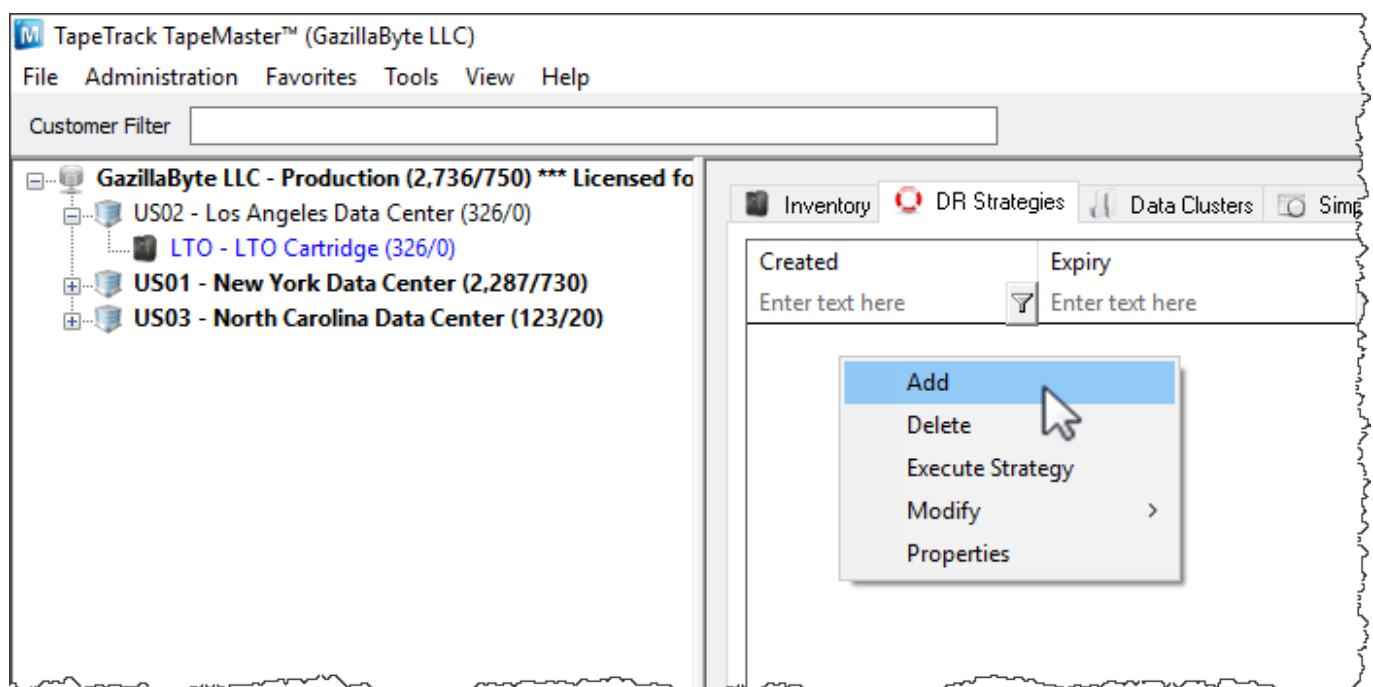 TapeTrack TapeMaster™ (GazillaByte LLC)
File Administration Favorites Tools View Help
Customer Filter
GazillaByte LLC - Production (2,736/750) *** Licensed fo
US02 - Los Angeles Data Center (326/0)
LTO - LTO Cartridge (326/0)
US01 - New York Data Center (2,287/730)
US03 - North Carolina Data Center (123/20)
Inventory DR Strategies Data Clusters
Created Expiry
Enter text here Enter text here
Add
Delete
Execute Strategy
Modify
Properties